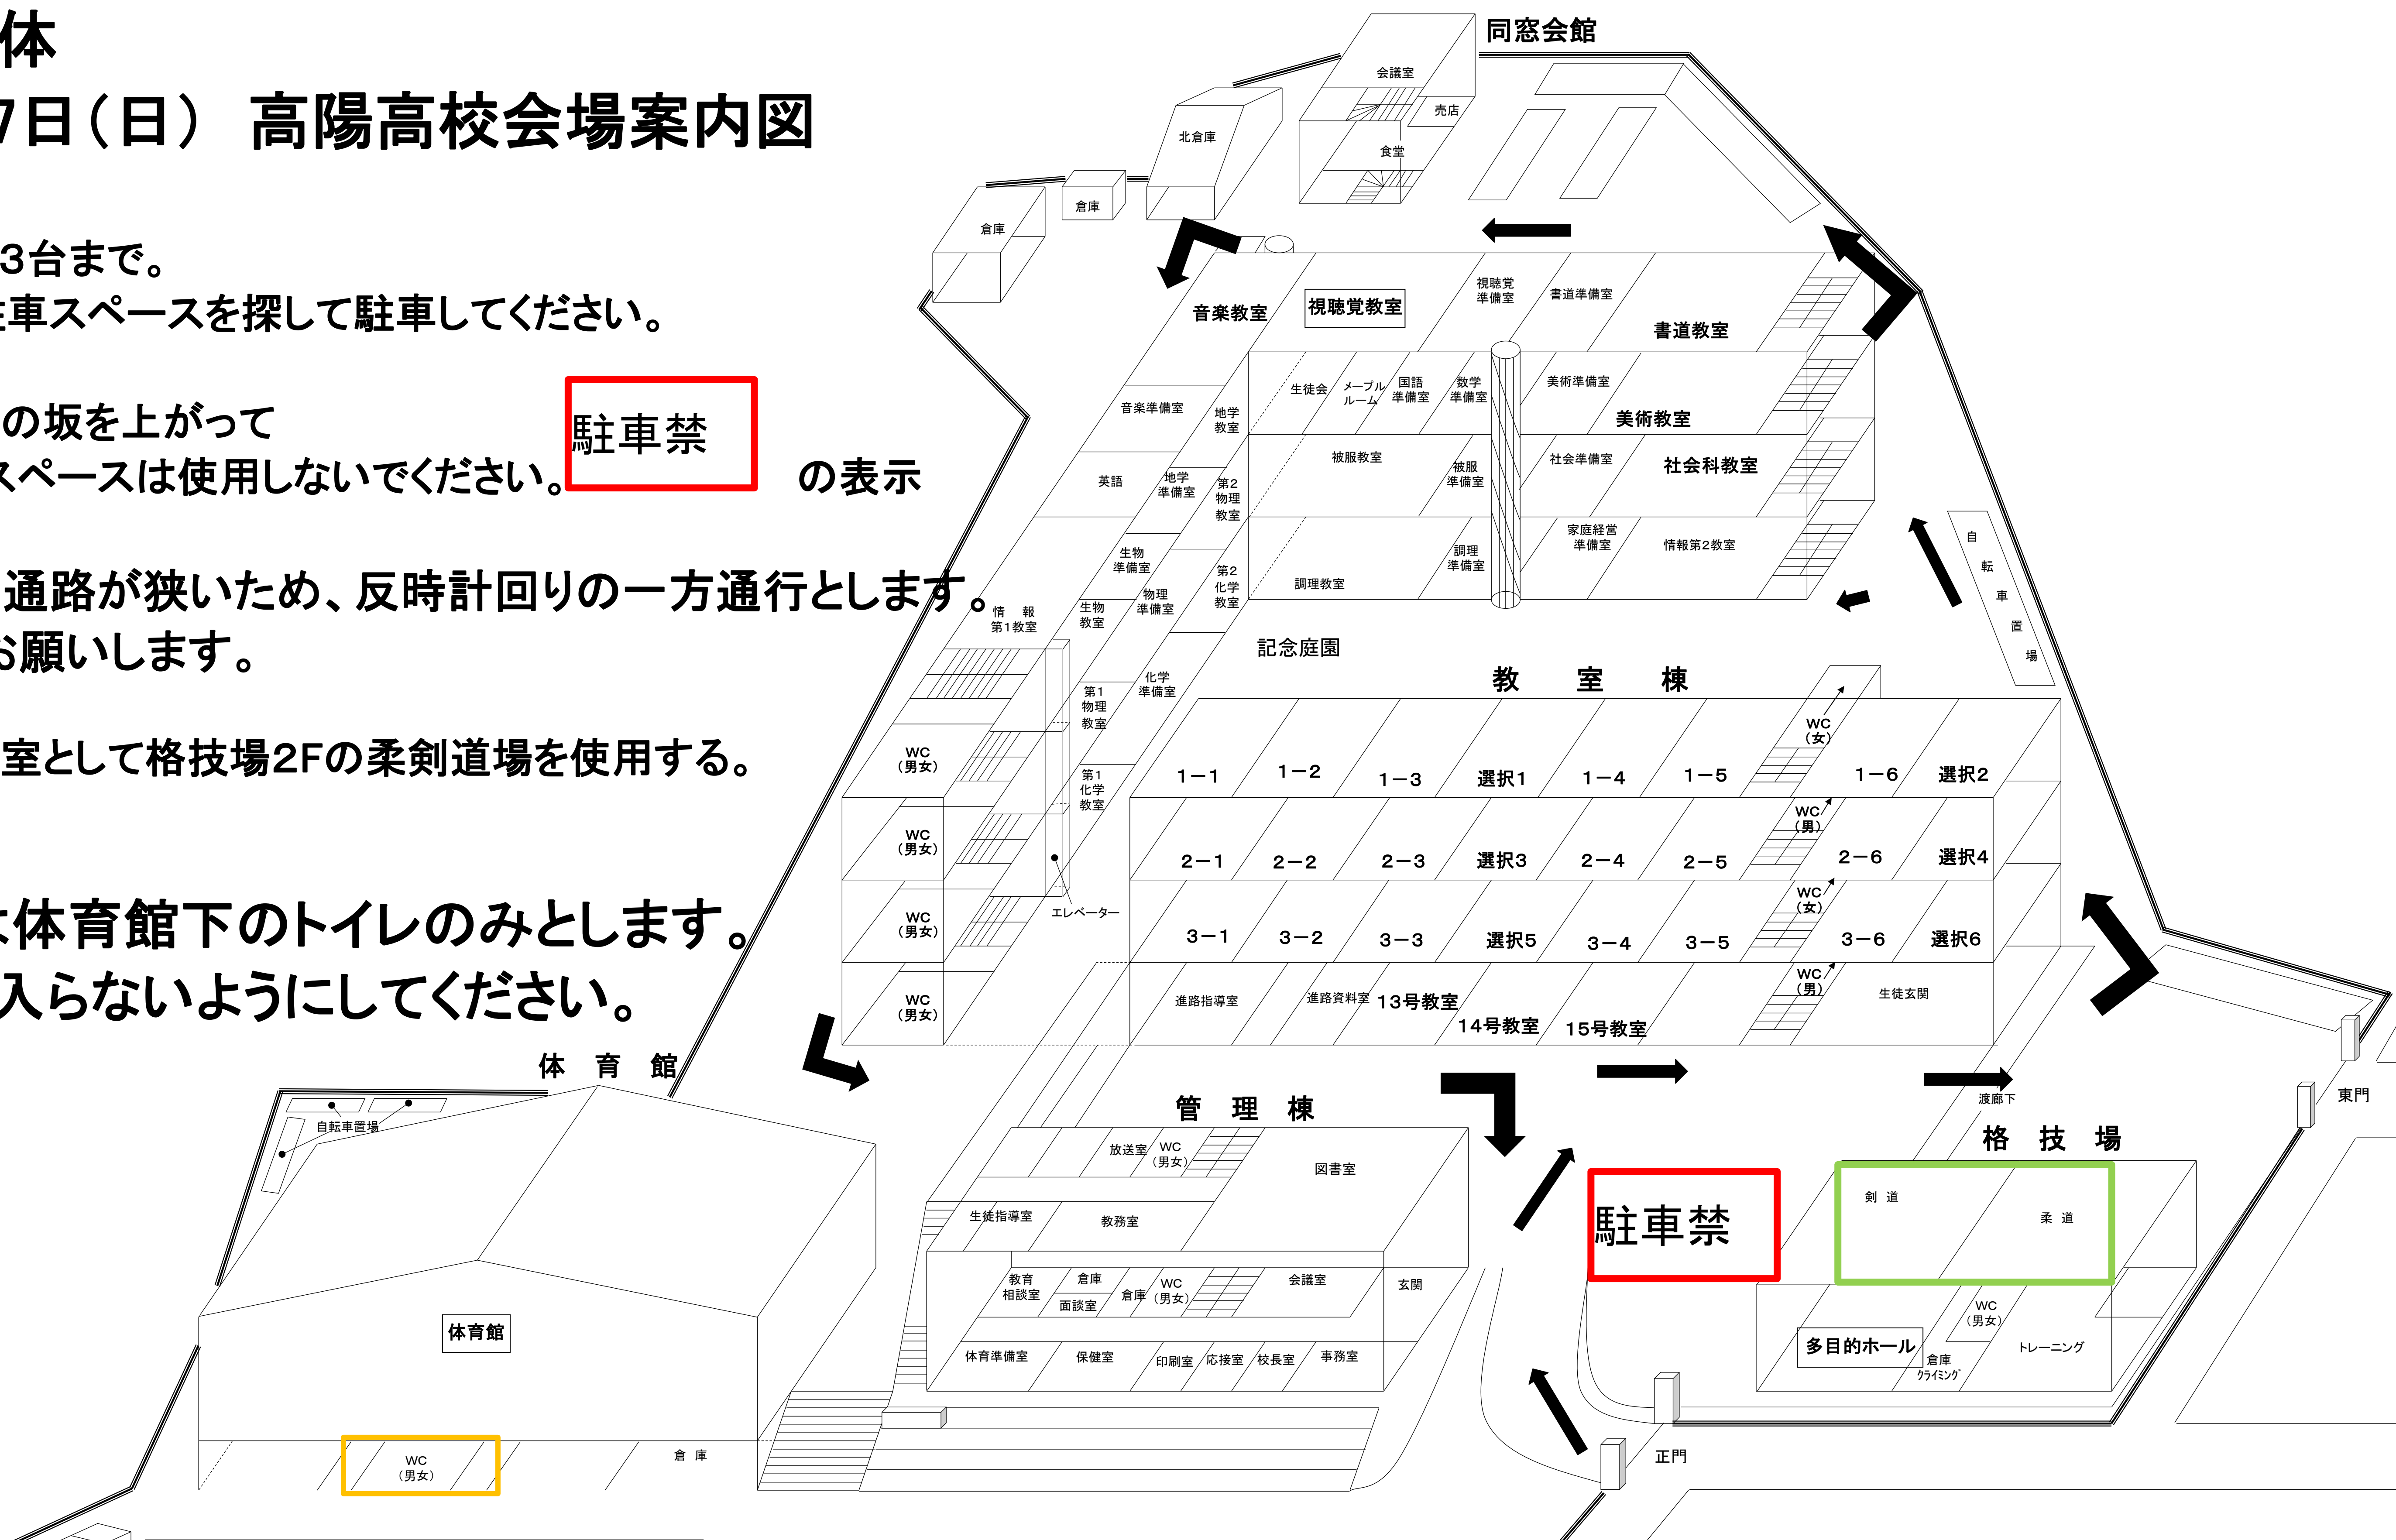 体
7日(日) 高陽高校会場案内図
3台まで。
車スペースを探して駐車してください。
の坂を上がって
スペースは使用しないでください。
駐車禁
の表示
通路が狭いため、反時計回りの一方通行とします。
お願いします。
室として格技場2Fの柔剣道場を使用する。
は体育館下のトイレのみとします。
入らないようにしてください。
同窓会館
会議室
売店
食堂
北倉庫
倉庫
倉庫
音楽教室
視聴覚教室
視聴覚
準備室
書道準備室
書道教室
音楽準備室
地学
教室
生徒会
メープル
ルーム
国語
準備室
数学
準備室
美術準備室
美術教室
英語
地学
準備室
第2
物理
教室
被服教室
被服
準備室
社会準備室
社会科教室
生物
準備室
第2
化学
教室
調理教室
調理
準備室
家庭経営
準備室
情報第2教室
自転車置場
情 報
第1教室
生物
教室
物理
準備室
記念庭園
第1
物理
教室
化学
準備室
第1
化学
教室
エレベーター
WC
(男女)
WC
(男女)
WC
(男女)
WC
(男女)
教 室 棟
1-1
1-2
1-3
選択1
1-4
1-5
WC
(女)
1-6
選択2
2-1
2-2
2-3
選択3
2-4
2-5
WC
(男)
2-6
選択4
3-1
3-2
3-3
選択5
3-4
3-5
WC
(女)
3-6
選択6
進路指導室
進路資料室
13号教室
14号教室
15号教室
WC
(男)
生徒玄関
体 育 館
自転車置場
体育館
WC
(男女)
倉 庫
管 理 棟
放送室
WC
(男女)
図書室
生徒指導室
教務室
教育
相談室
倉庫
面談室
倉庫
WC
(男女)
会議室
玄関
体育準備室
保健室
印刷室
応接室
校長室
事務室
渡廊下
東門
格 技 場
駐車禁
剣 道
柔 道
WC
(男女)
多目的ホール
倉庫
クライミング
トレーニング
正門